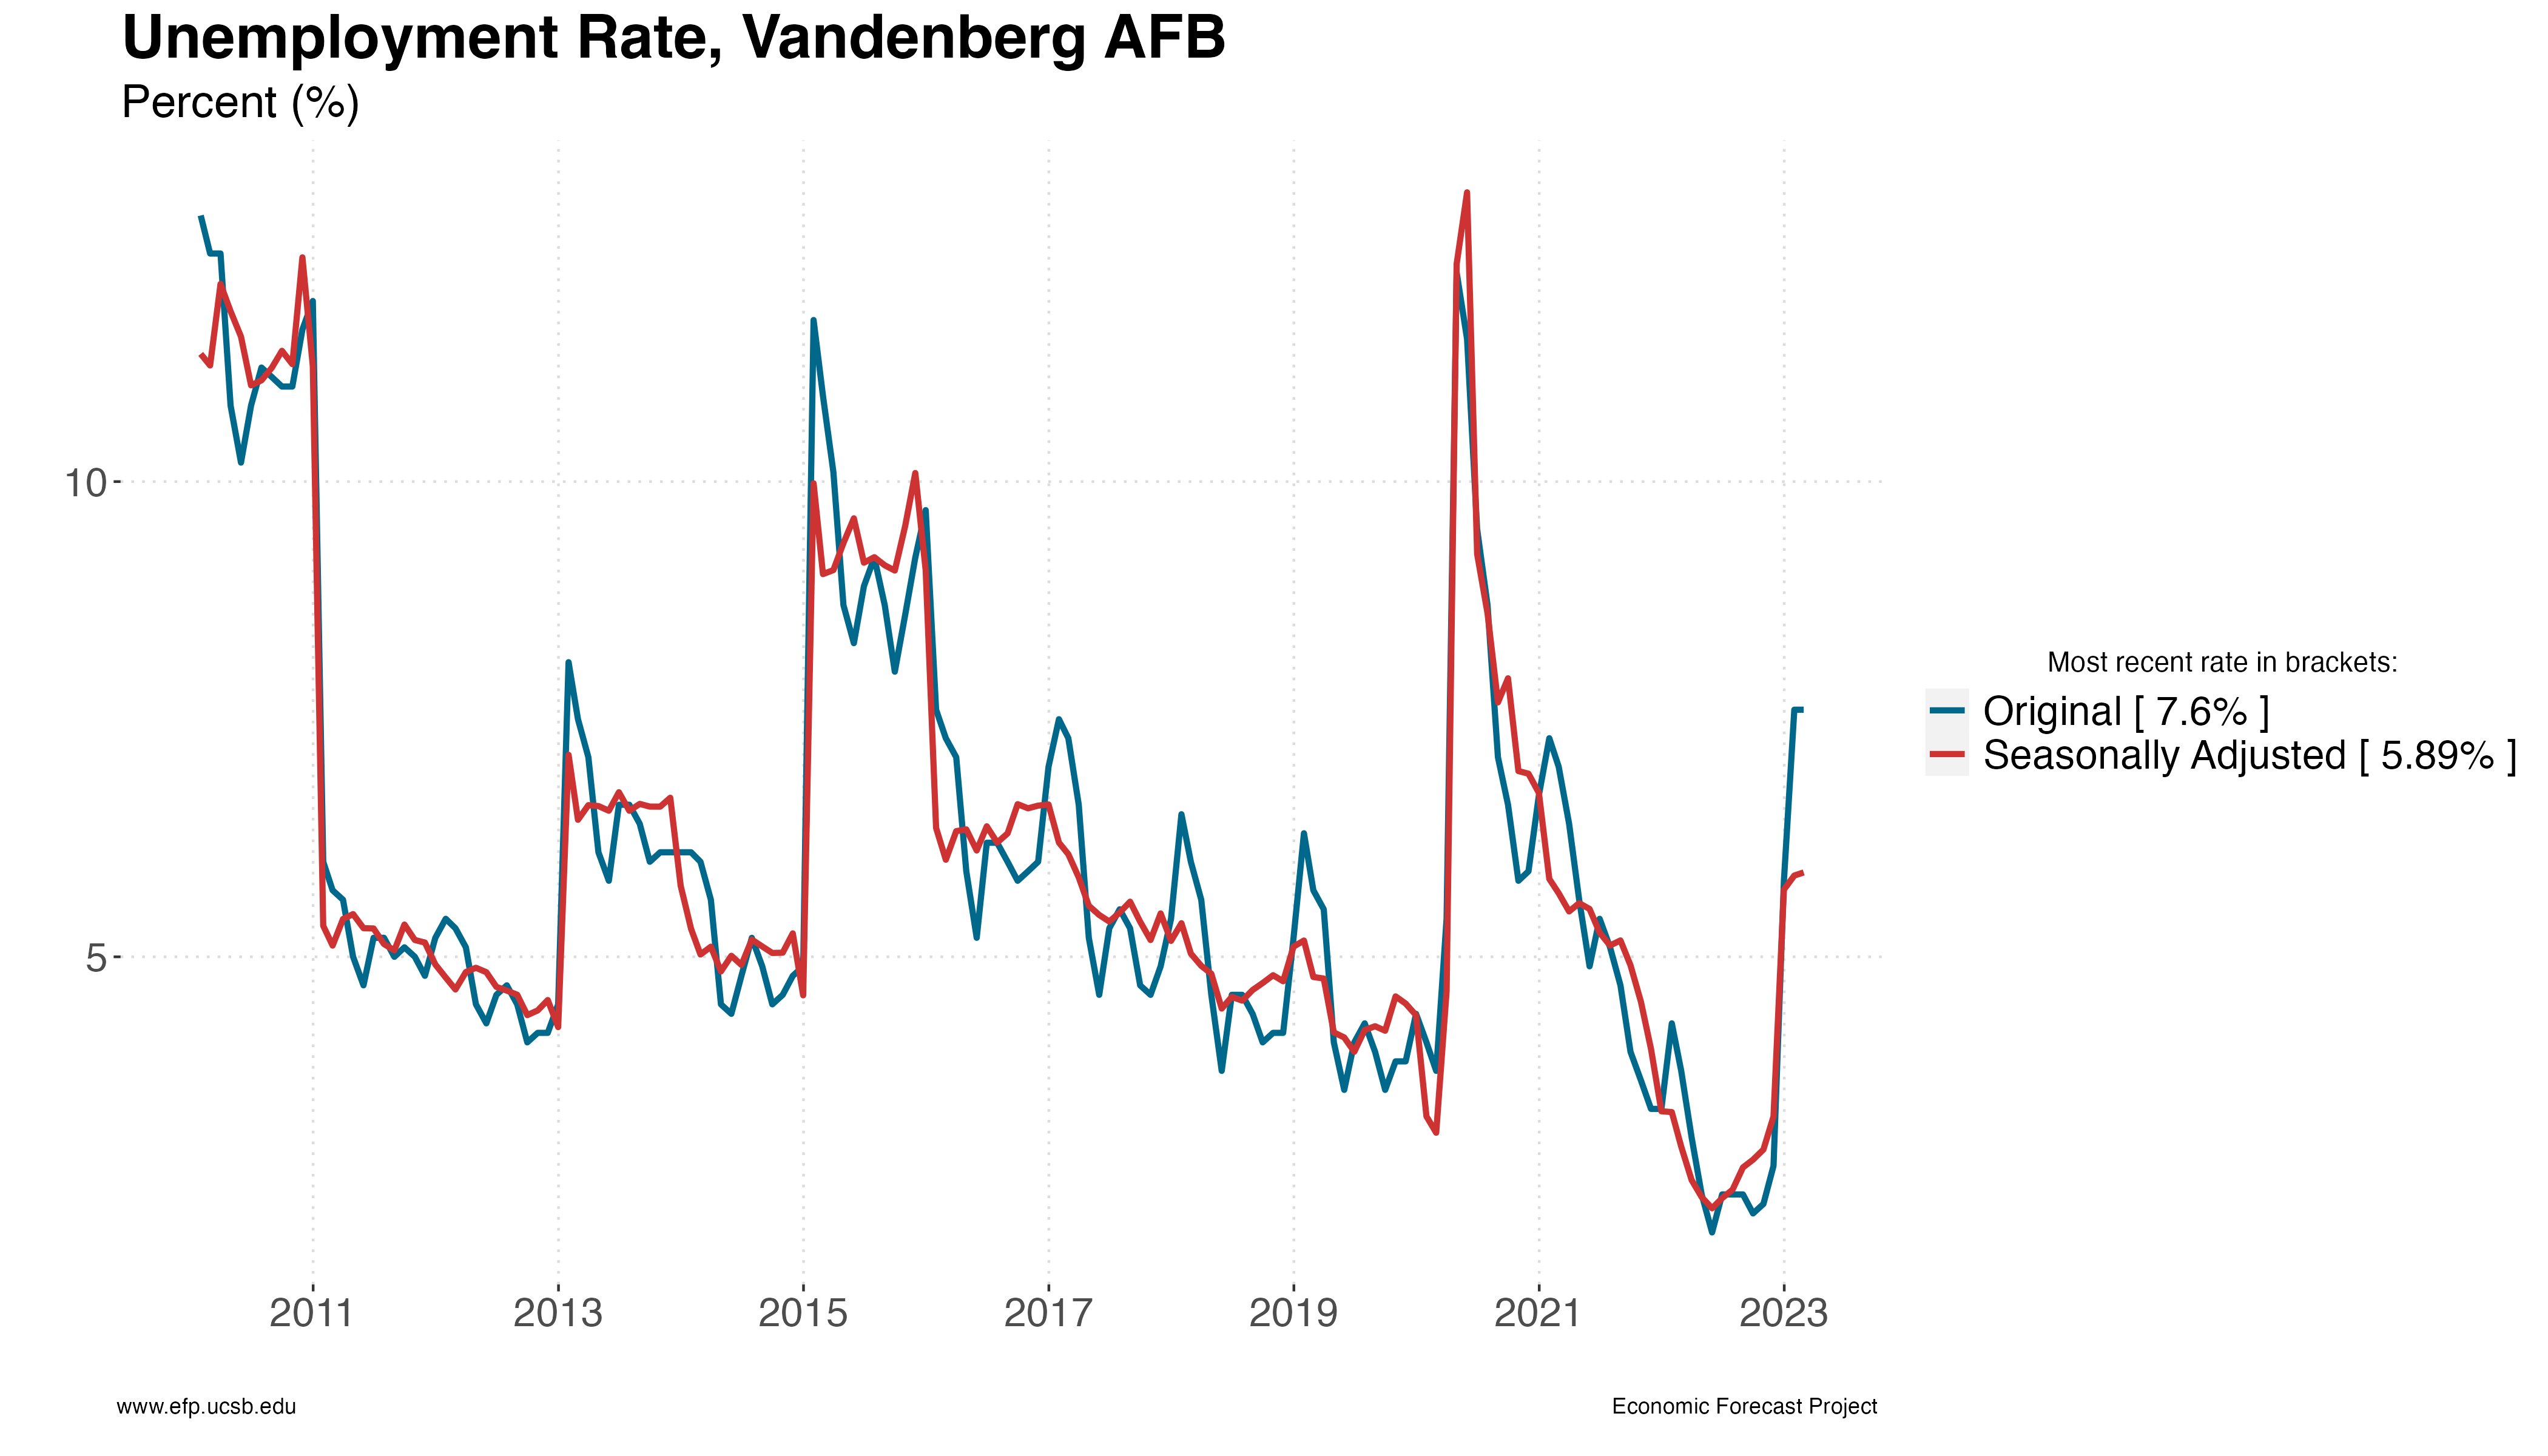 Unemployment Rate, Vandenberg AFB
Percent (%)
10
5
Most recent rate in brackets:
Original [ 7.6% ]
Seasonally Adjusted [ 5.89% ]
2011 2013 2015 2017 2019 2021 2023
www.efp.ucsb.edu Economic Forecast Project